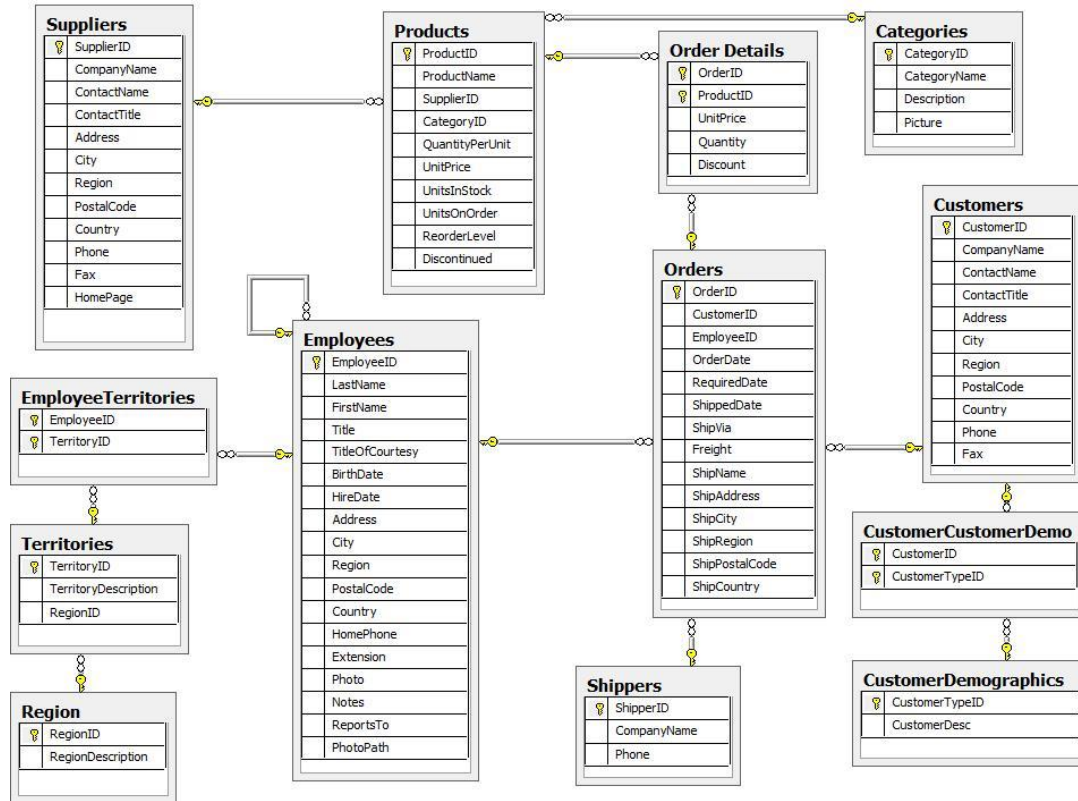 Suppliers
SupplierID
CompanyName
ContactName
ContactTitle
Address
City
Region
PostalCode
Country
Phone
Fax
HomePage
Products
ProductID
ProductName
SupplierID
CategoryID
QuantityPerUnit
UnitPrice
UnitsInStock
UnitsOnOrder
ReorderLevel
Discontinued
Order Details
OrderID
ProductID
UnitPrice
Quantity
Discount
Categories
CategoryID
CategoryName
Description
Picture
Customers
CustomerID
CompanyName
ContactName
ContactTitle
Address
City
Region
PostalCode
Country
Phone
Fax
Orders
OrderID
CustomerID
EmployeeID
OrderDate
RequiredDate
ShippedDate
ShipVia
Freight
ShipName
ShipAddress
ShipCity
ShipRegion
ShipPostalCode
ShipCountry
Employees
EmployeeID
LastName
FirstName
Title
TitleOfCourtesy
BirthDate
HireDate
Address
City
Region
PostalCode
Country
HomePhone
Extension
Photo
Notes
ReportsTo
PhotoPath
EmployeeTerritories
EmployeeID
TerritoryID
Territories
TerritoryID
TerritoryDescription
RegionID
Region
RegionID
RegionDescription
Shippers
ShipperID
CompanyName
Phone
CustomerCustomerDemo
CustomerID
CustomerTypeID
CustomerDemographics
CustomerTypeID
CustomerDesc